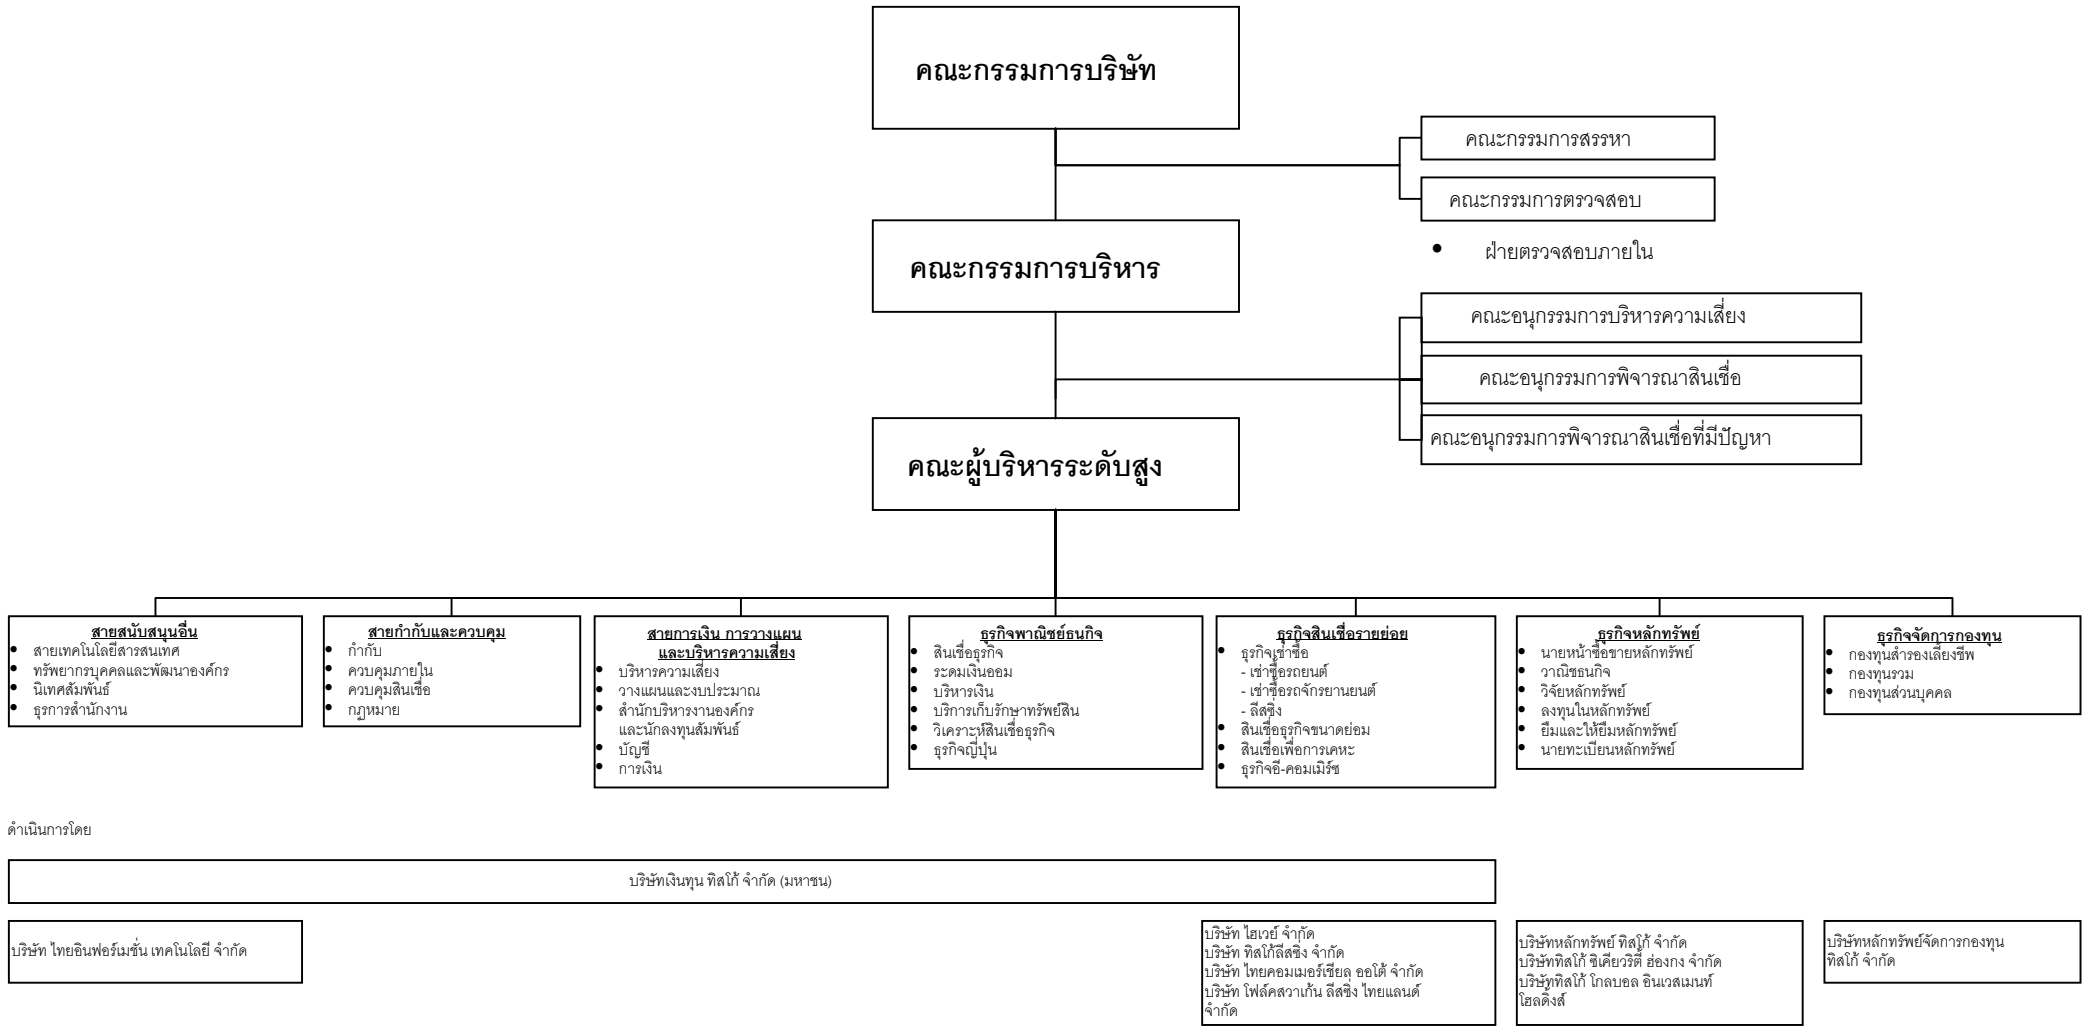 คณะกรรมการบริษัท
คณะกรรมการสรรหา
คณะกรรมการตรวจสอบ
• ฝ่ายตรวจสอบภายใน
คณะกรรมการบริหาร
คณะอนุกรรมการบริหารความเสี่ยง
คณะอนุกรรมการพิจารณาสินเชื่อ
คณะอนุกรรมการพิจารณาสินเชื่อที่มีปัญหา
คณะผู้บริหารระดับสูง
สายสนับสนุนอื่น
• สายเทคโนโลยีสารสนเทศ
• ทรัพยากรบุคคลและพัฒนาองค์กร
• นิเทศสัมพันธ์
• ธุรการสำนักงาน
สายกำกับและควบคุม
• กำกับ
• ควบคุมภายใน
• ควบคุมสินเชื่อ
• กฎหมาย
สายการเงิน การวางแผน
และบริหารความเสี่ยง
• บริหารความเสี่ยง
• วางแผนและงบประมาณ
• สำนักบริหารงานองค์กร
และนักลงทุนสัมพันธ์
• บัญชี
• การเงิน
ธุรกิจพาณิชย์ธนกิจ
• สินเชื่อธุรกิจ
• ระดมเงินออม
• บริหารเงิน
• บริการเก็บรักษาทรัพย์สิน
• วิเคราะห์สินเชื่อธุรกิจ
• ธุรกิจญี่ปุ่น
ธุรกิจสินเชื่อรายย่อย
• ธุรกิจเช่าซื้อ
- เช่าซื้อรถยนต์
- เช่าซื้อรถจักรยานยนต์
- ลีสซิ่ง
• สินเชื่อธุรกิจขนาดย่อม
• สินเชื่อเพื่อการเคหะ
• ธุรกิจอี-คอมเมิร์ซ
ธุรกิจหลักทรัพย์
• นายหน้าซื้อขายหลักทรัพย์
• วาณิชธนกิจ
• วิจัยหลักทรัพย์
• ลงทุนในหลักทรัพย์
• ยืมและให้ยืมหลักทรัพย์
• นายทะเบียนหลักทรัพย์
ธุรกิจจัดการกองทุน
• กองทุนสำรองเลี้ยงชีพ
• กองทุนรวม
• กองทุนส่วนบุคคล
ดำเนินการโดย
บริษัทเงินทุน ทิสโก้ จำกัด (มหาชน)
บริษัท ไทยอินฟอร์เมชั่น เทคโนโลยี จำกัด
บริษัท ไฮเวย์ จำกัด
บริษัท ทิสโก้ลีสซิ่ง จำกัด
บริษัท ไทยคอมเมอร์เชียล ออโต้ จำกัด
บริษัท โฟล์คสวาเก้น ลีสซิ่ง ไทยแลนด์
จำกัด
บริษัทหลักทรัพย์ ทิสโก้ จำกัด
บริษัททิสโก้ ซิเคียวริตี้ ฮ่องกง จำกัด
บริษัททิสโก้ โกลบอล อินเวสเมนท์
โฮลดิ้งส์
บริษัทหลักทรัพย์จัดการกองทุน
ทิสโก้ จำกัด